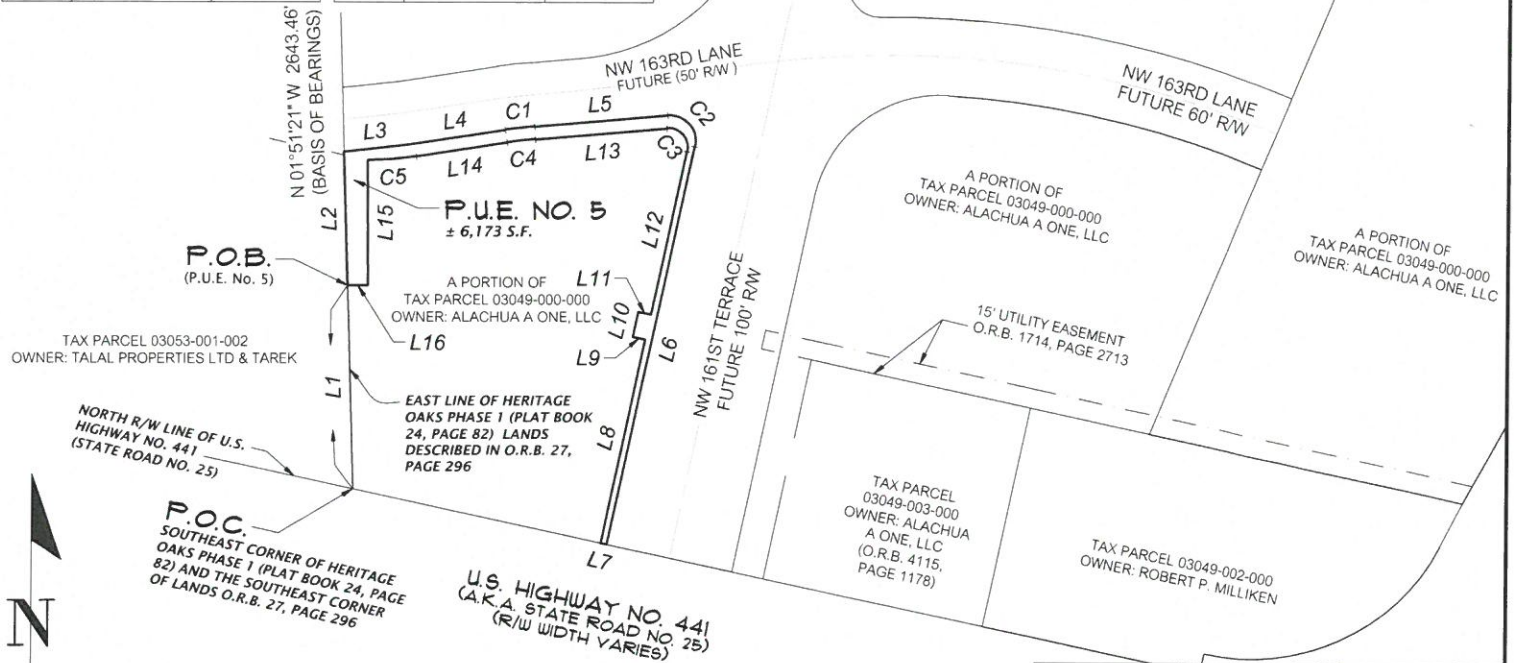 N 01°51'21" W 2643.46'
(BASIS OF BEARINGS)
NW 163RD LANE
FUTURE (50' R/W )
NW 163RD LANE
FUTURE 60' R/W
L3
L4
C1
L5
C2
C3
C5
L14
C4
L13
L2
L15
P.U.E. NO. 5
± 6,173 S.F.
L12
P.O.B.
(P.U.E. No. 5)
A PORTION OF
TAX PARCEL 03049-000-000
OWNER: ALACHUA A ONE, LLC
L11
L10
L9
L16
L6
NW 161ST TERRACE
FUTURE 100' R/W
A PORTION OF
TAX PARCEL 03049-000-000
OWNER: ALACHUA A ONE, LLC
A PORTION OF
TAX PARCEL 03049-000-000
OWNER: ALACHUA A ONE, LLC
15' UTILITY EASEMENT
O.R.B. 1714, PAGE 2713
TAX PARCEL 03053-001-002
OWNER: TALAL PROPERTIES LTD & TAREK
L1
EAST LINE OF HERITAGE
OAKS PHASE 1 (PLAT BOOK
24, PAGE 82) LANDS
DESCRIBED IN O.R.B. 27,
PAGE 296
L8
NORTH R/W LINE OF U.S.
HIGHWAY NO. 441
(STATE ROAD NO. 25)
P.O.C.
SOUTHEAST CORNER OF HERITAGE
OAKS PHASE 1 (PLAT BOOK 24, PAGE
82) AND THE SOUTHEAST CORNER
OF LANDS O.R.B. 27, PAGE 296
L7
U.S. HIGHWAY NO. 441
(A.K.A. STATE ROAD NO. 25)
(R/W WIDTH VARIES)
TAX PARCEL
03049-003-000
OWNER: ALACHUA
A ONE, LLC
(O.R.B. 4115,
PAGE 1178)
TAX PARCEL 03049-002-000
OWNER: ROBERT P. MILLIKEN
N